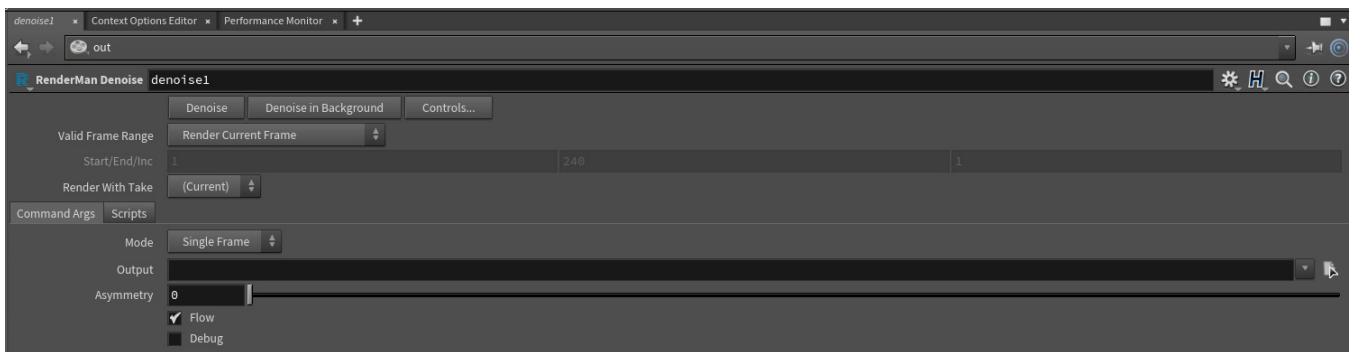 denoise1 × Context Options Editor × Performance Monitor × +
out
RenderMan Denoise denoise1
Denoise Denoise in Background Controls...
Valid Frame Range Render Current Frame
Start/End/Inc 1 240 1
Render With Take (Current)
Command Args Scripts
Mode Single Frame
Output
Asymmetry 0
Flow
Debug